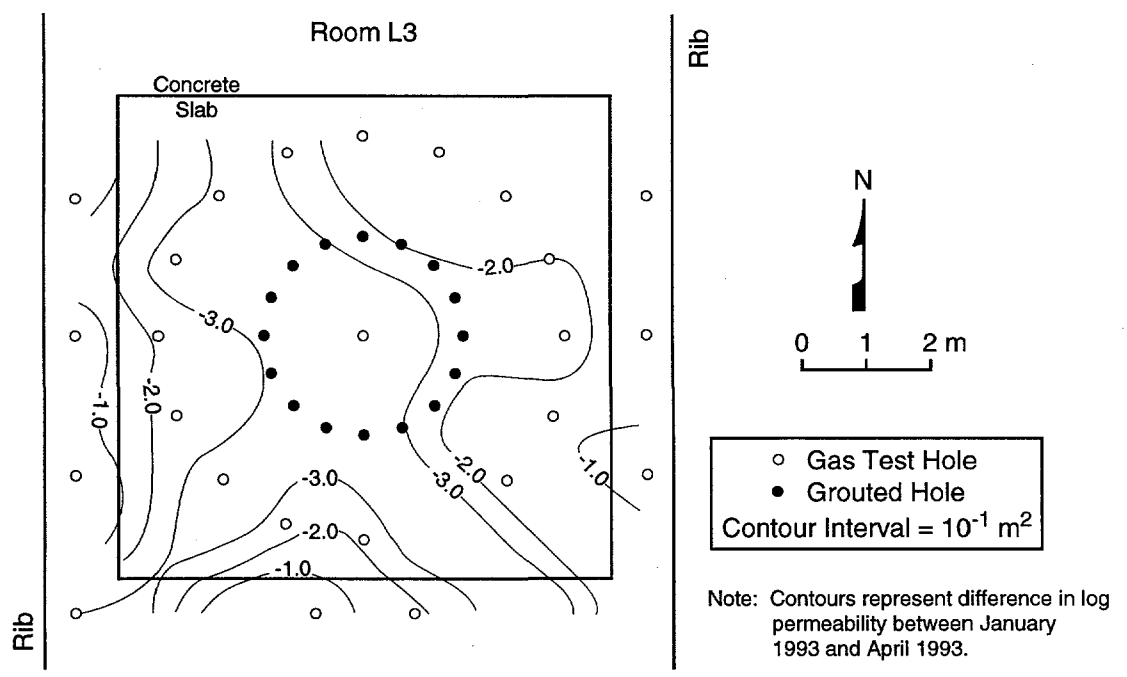 Room L3
Rib
Concrete
Slab
N
-2.0
-3.0
0 1 2 m
-1.0
-2.0
-2.0
-3.0
-1.0
-3.0
-2.0
-1.0
Gas Test Hole
Grouted Hole
Contour Interval = 10⁻¹ m²
Note: Contours represent difference in log
permeability between January
1993 and April 1993.
Rib